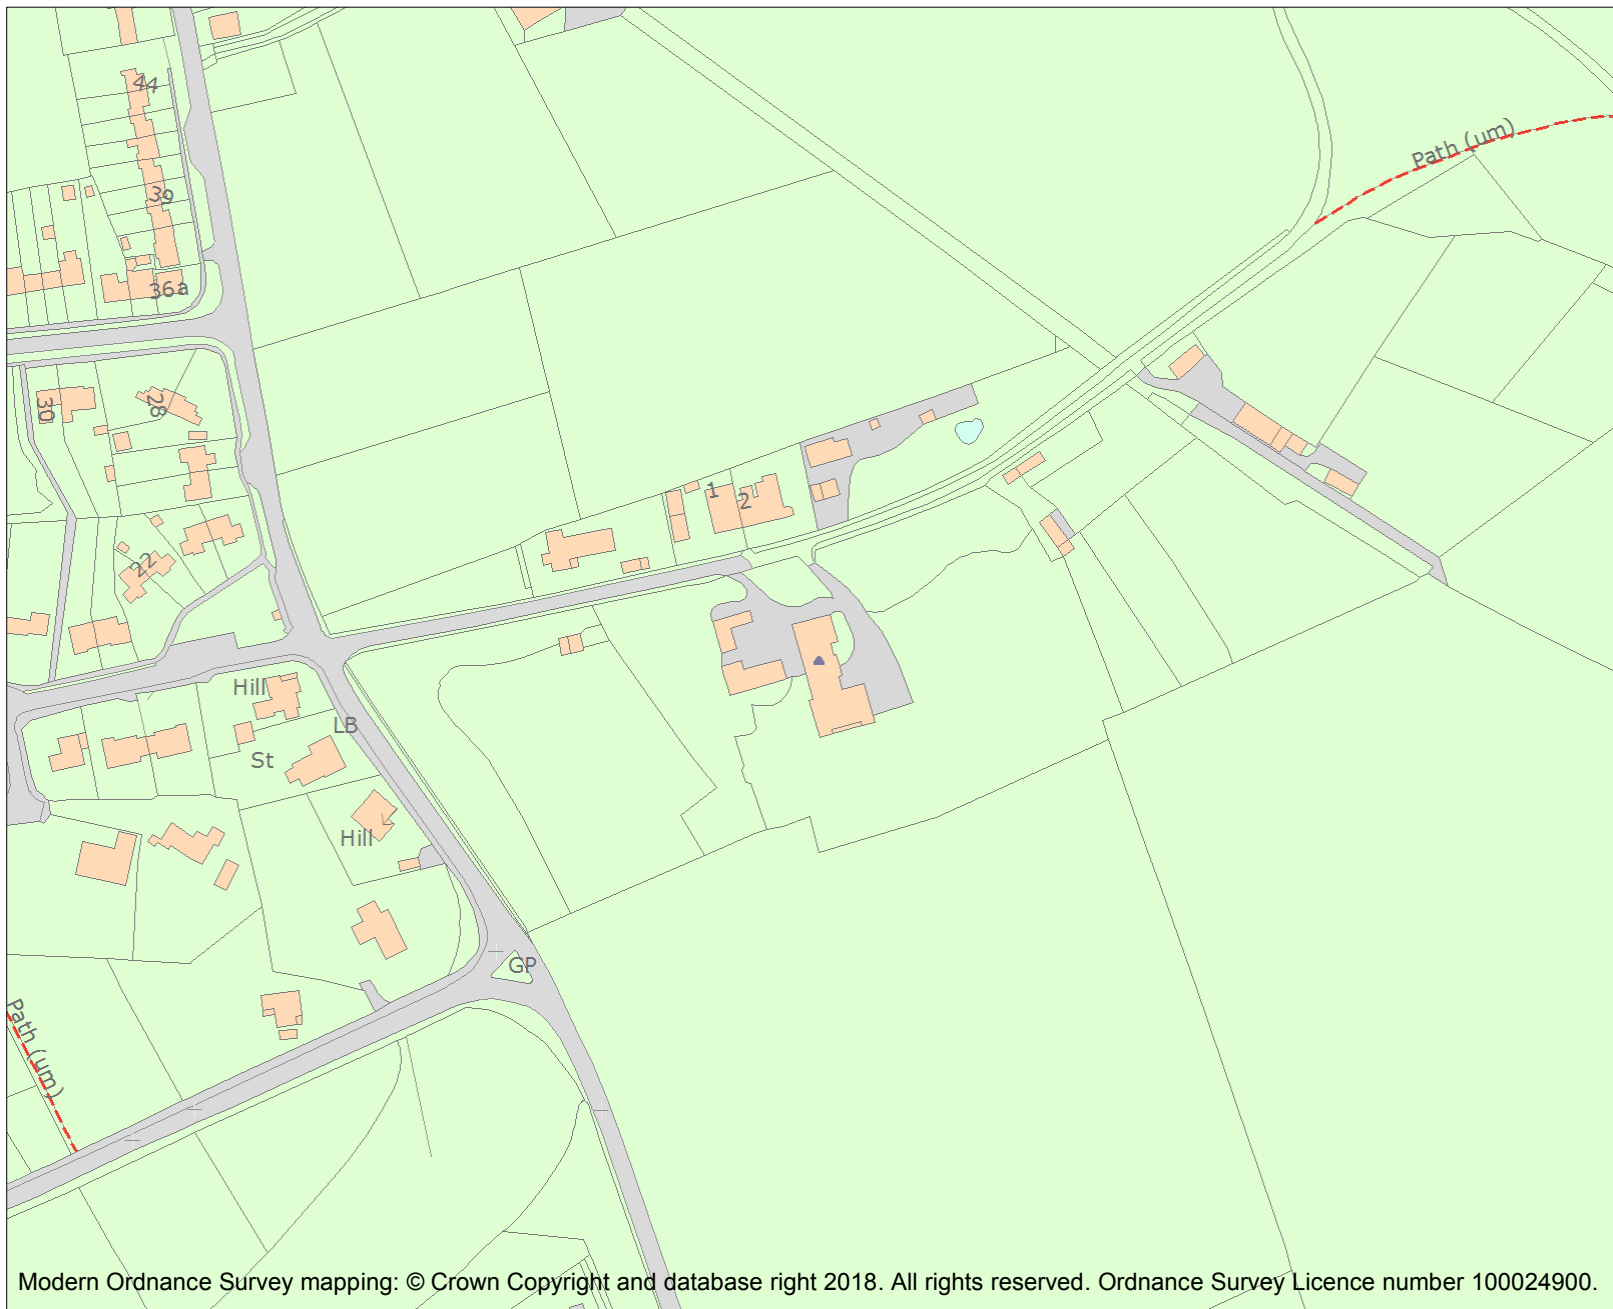 44
Path (um)
39
36a
30
28
1
2
22
Hill
LB
St
Hill
GP
Path (um)
Modern Ordnance Survey mapping: © Crown Copyright and database right 2018. All rights reserved. Ordnance Survey Licence number 100024900.